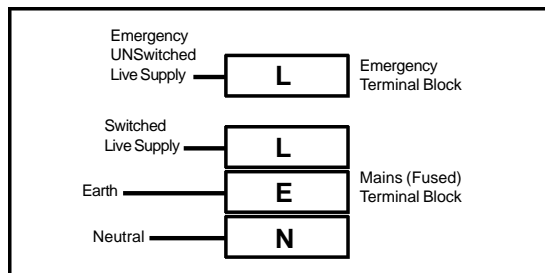 Emergency
UNSwitched
Live Supply
L
Emergency
Terminal Block
Switched
Live Supply
L
Earth
E
Mains (Fused)
Terminal Block
Neutral
N